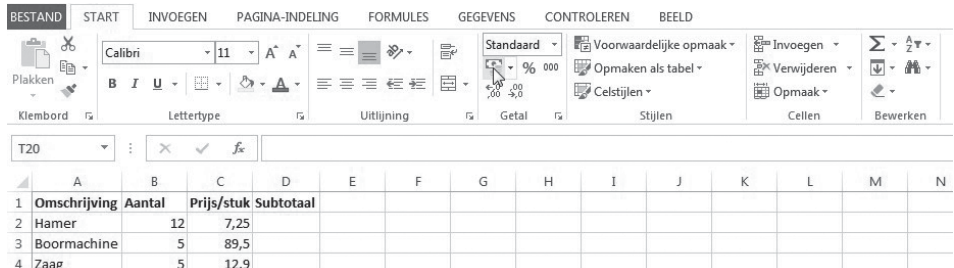 BESTAND START INVOEGEN PAGINA-INDELING FORMULES GEGEVENS CONTROLEREN BEELD
Calibri 11 A A Standaard Voorwaardelijke opmaak Invoegen Σ A Z
Plakken B I U A % 000 Opmaken als tabel Verwijderen
Celstijlen Opmaak
Klembord Lettertype Uitlijning Getal Stijlen Cellen Bewerken
T20 fx
A B C D E F G H I J K L M N
1 Omschrijving Aantal Prijs/stuk Subtotaal
2 Hamer 12 7,25
3 Boormachine 5 89,5
4 Zaag 5 12,9